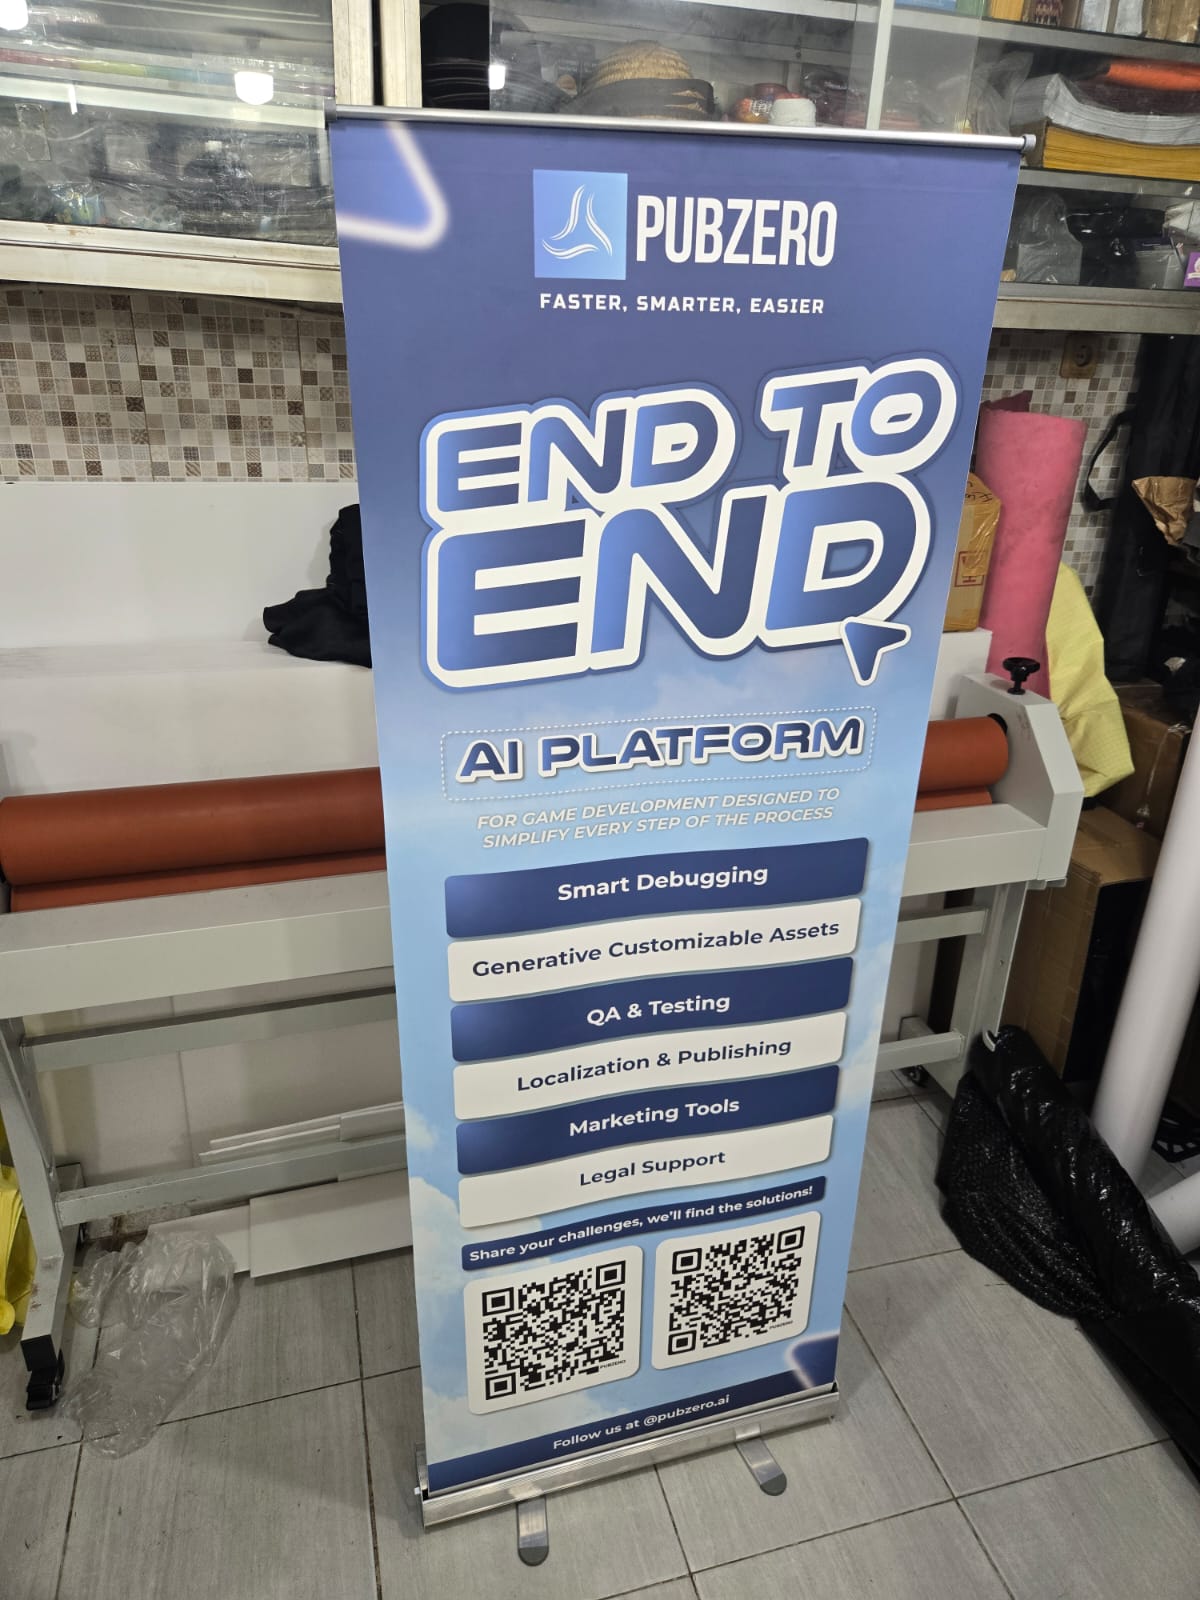 PUBZERO
FASTER, SMARTER, EASIER
END TO
END
AI PLATFORM
FOR GAME DEVELOPMENT DESIGNED TO
SIMPLIFY EVERY STEP OF THE PROCESS
Smart Debugging
Generative Customizable Assets
QA & Testing
Localization & Publishing
Marketing Tools
Legal Support
Share your challenges, we'll find the solutions!
PUBZERO
PUBZERO
Follow us at @pubzero.ai